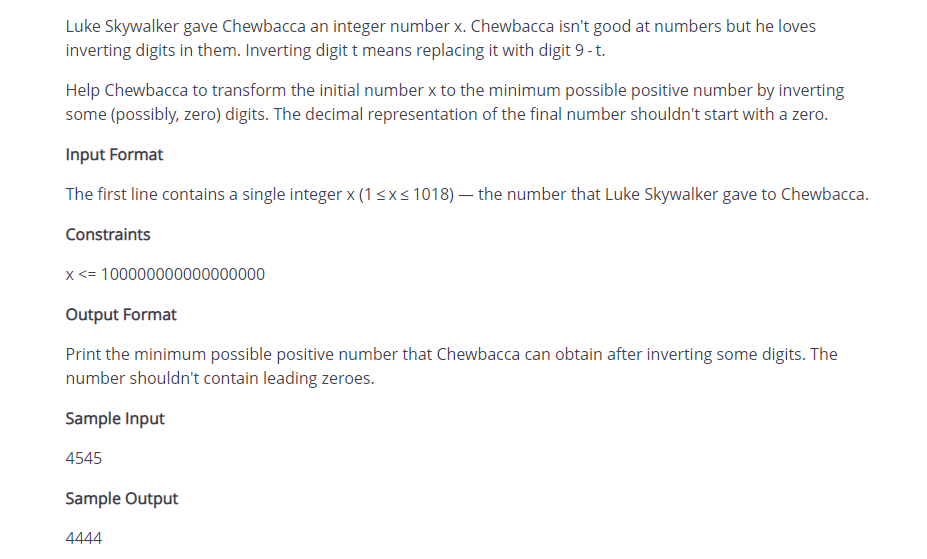 Luke Skywalker gave Chewbacca an integer number x. Chewbacca isn't good at numbers but he loves
inverting digits in them. Inverting digit t means replacing it with digit 9 - t.
Help Chewbacca to transform the initial number x to the minimum possible positive number by inverting
some (possibly, zero) digits. The decimal representation of the final number shouldn't start with a zero.
Input Format
The first line contains a single integer x (1 ≤ x ≤ 1018) — the number that Luke Skywalker gave to Chewbacca.
Constraints
x <= 100000000000000000
Output Format
Print the minimum possible positive number that Chewbacca can obtain after inverting some digits. The
number shouldn't contain leading zeroes.
Sample Input
4545
Sample Output
4444